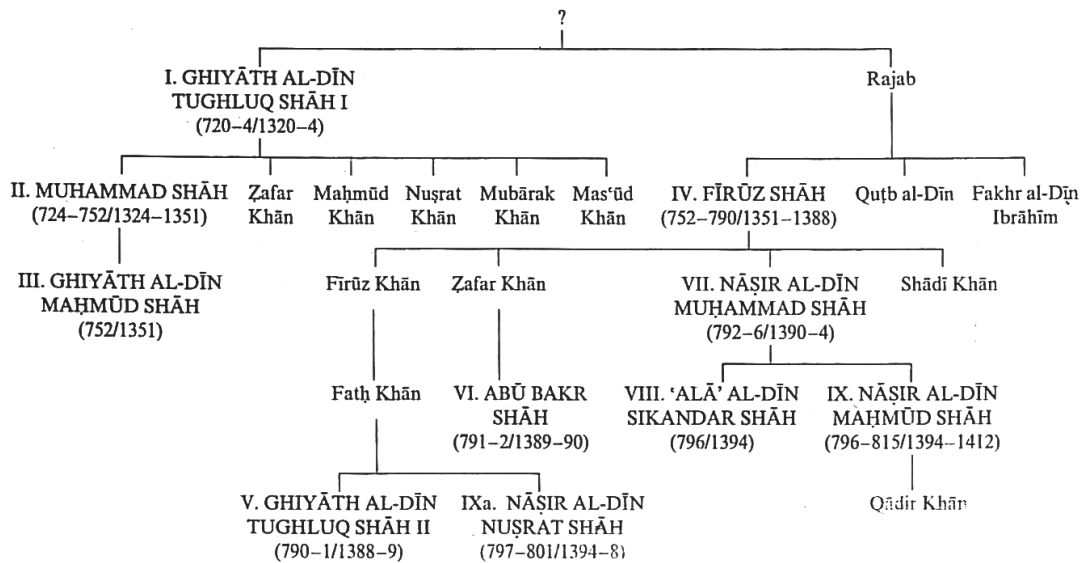 ?
I. GHIYĀTH AL-DĪN
TUGHLUQ SHĀH I
(720–4/1320–4)
Rajab
II. MUHAMMAD SHĀH
(724–752/1324–1351)
Ẓafar
Khān
Maḥmūd
Khān
Nuṣrat
Khān
Mubārak
Khān
Mas‘ūd
Khān
IV. FĪRŪZ SHĀH
(752–790/1351–1388)
Quṭb al-Dīn
Fakhr al-Dīn
Ibrāhīm
III. GHIYĀTH AL-DĪN
MAḤMŪD SHĀH
(752/1351)
Fīrūz Khān
Ẓafar Khān
VII. NĀṢIR AL-DĪN
MUḤAMMAD SHĀH
(792–6/1390–4)
Shādī Khān
Fatḥ Khān
VI. ABŪ BAKR
SHĀH
(791–2/1389–90)
VIII. ‘ALĀ’ AL-DĪN
SIKANDAR SHĀH
(796/1394)
IX. NĀṢIR AL-DĪN
MAḤMŪD SHĀH
(796–815/1394–1412)
V. GHIYĀTH AL-DĪN
TUGHLUQ SHĀH II
(790–1/1388–9)
IXa. NĀṢIR AL-DĪN
NUṢRAT SHĀH
(797–801/1394–8)
Qādir Khān